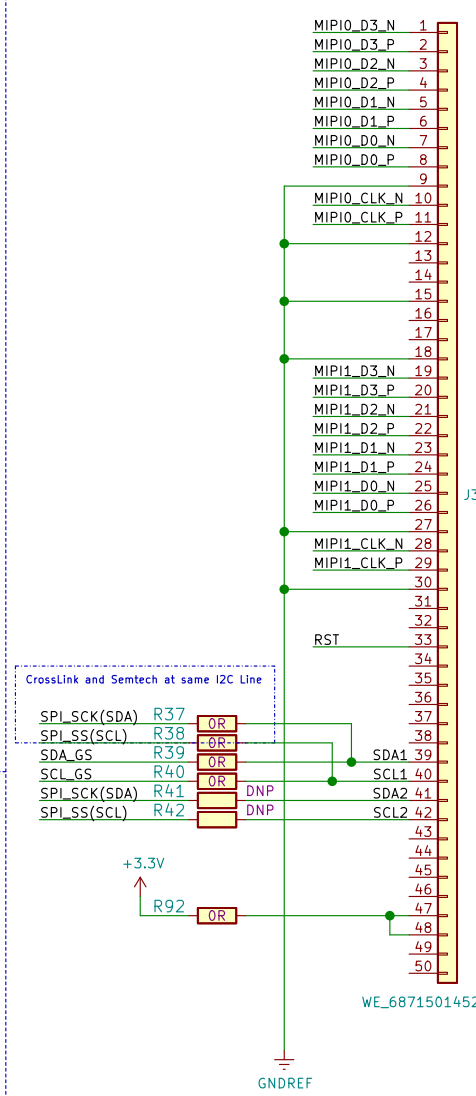 MIPI0_D3_N 1
MIPI0_D3_P 2
MIPI0_D2_N 3
MIPI0_D2_P 4
MIPI0_D1_N 5
MIPI0_D1_P 6
MIPI0_D0_N 7
MIPI0_D0_P 8
9
MIPI0_CLK_N 10
MIPI0_CLK_P 11
12
13
14
15
16
17
18
MIPI1_D3_N 19
MIPI1_D3_P 20
MIPI1_D2_N 21
MIPI1_D2_P 22
MIPI1_D1_N 23
MIPI1_D1_P 24
MIPI1_D0_N 25
J3
MIPI1_D0_P 26
27
MIPI1_CLK_N 28
MIPI1_CLK_P 29
30
31
32
RST 33
34
CrossLink and Semtech at same I2C Line
35
36
SPI_SCK(SDA) R37 0R 37
SPI_SS(SCL) R38 0R 38
SDA_GS R39 0R SDA1 39
SCL_GS R40 0R SCL1 40
SPI_SCK(SDA) R41 DNP SDA2 41
SPI_SS(SCL) R42 DNP SCL2 42
43
44
+3.3V
45
46
R92 0R 47
48
49
50
WE_6871501452
GNDREF